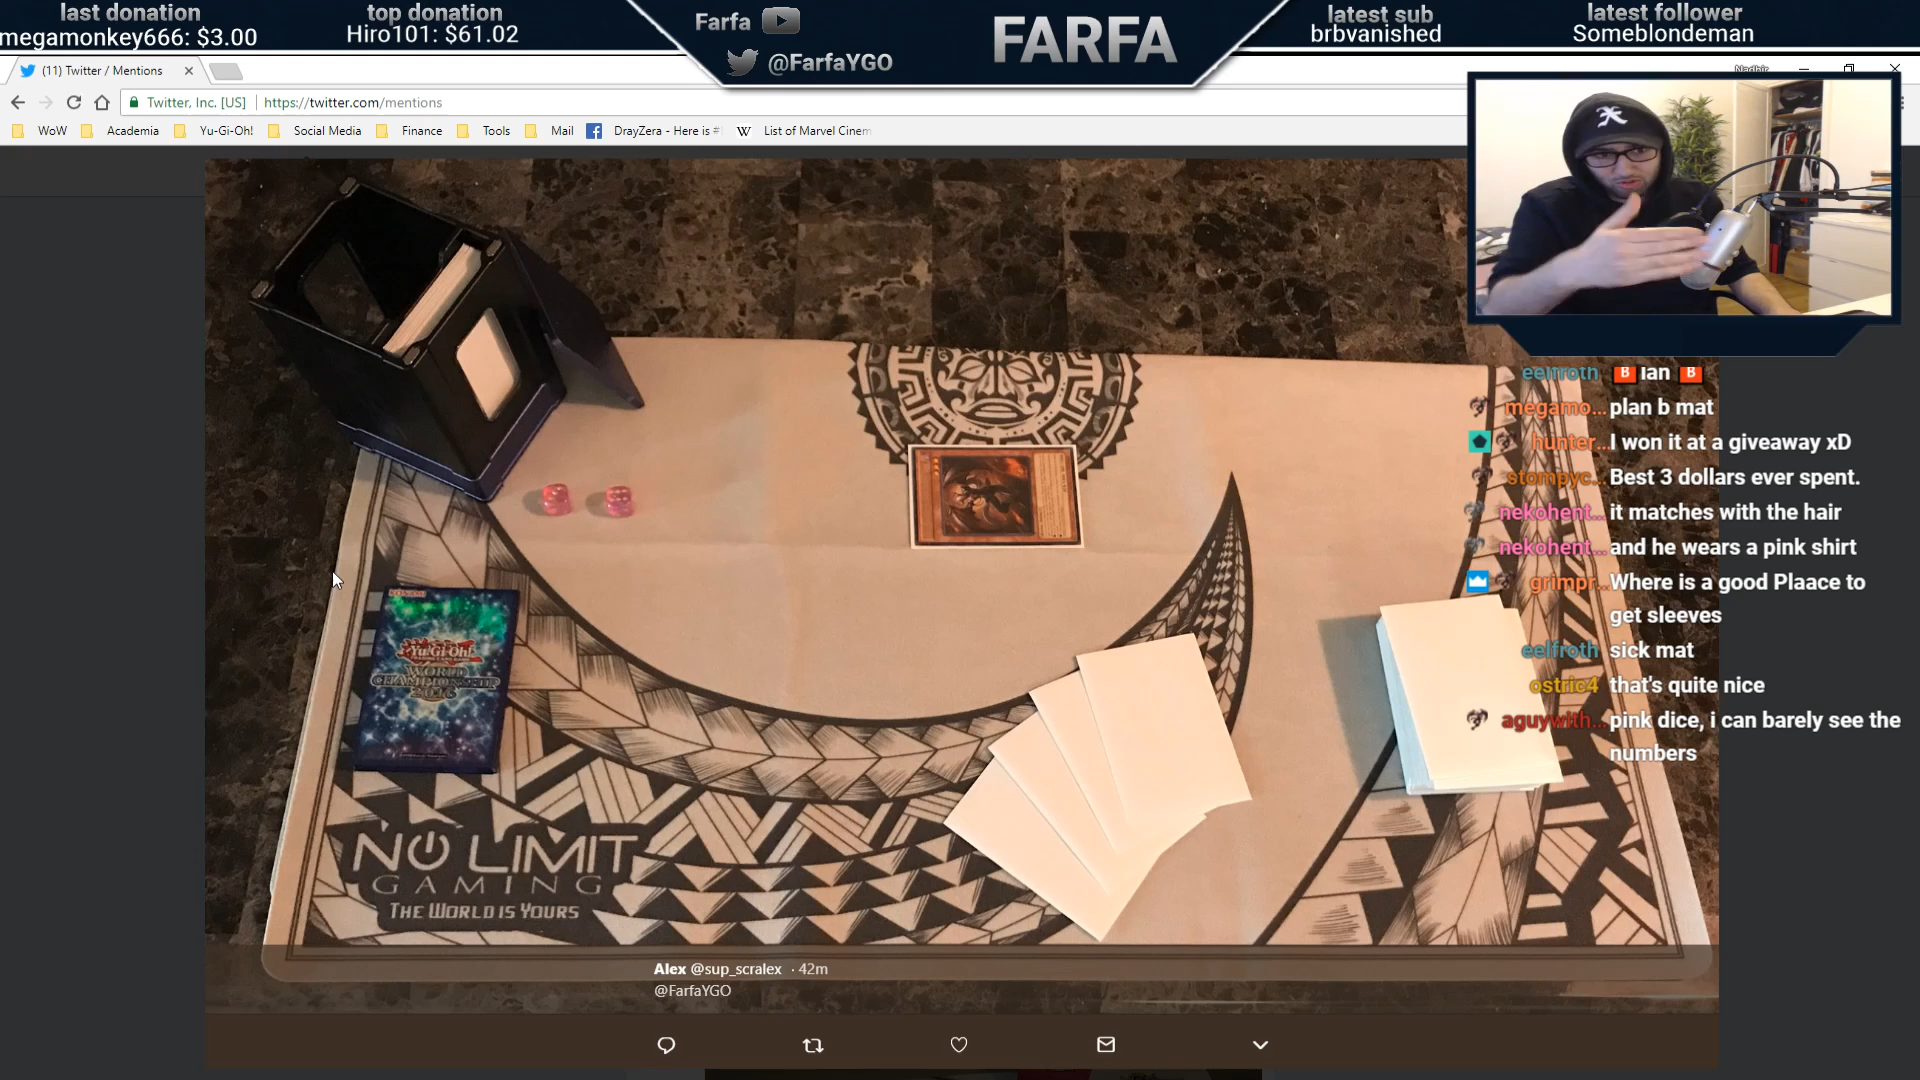 last donation
megamonkey666: $3.00
top donation
Hiro101: $61.02
Farfa
@FarfaYGO
FARFA
latest sub
brbvanished
latest follower
Someblondeman
(11) Twitter / Mentions
Twitter, Inc. [US]
https://twitter.com/mentions
WoW
Academia
Yu-Gi-Oh!
Social Media
Finance
Tools
Mail
DrayZera - Here is #
W
List of Marvel Cinem
eelfroth B Ian B
megamo... plan b mat
hunter... I won it at a giveaway xD
stompyc... Best 3 dollars ever spent.
nekohent... it matches with the hair
nekohent... and he wears a pink shirt
grimpr... Where is a good Plaace to
get sleeves
eelfroth sick mat
ostric4 that's quite nice
aguywith... pink dice, i can barely see the
numbers
KONAMI
Yu-Gi-Oh!
WORLD
CHAMPIONSHIP
NO LIMIT
GAMING
THE WORLD IS YOURS
Alex @sup_scralex · 42m
@FarfaYGO